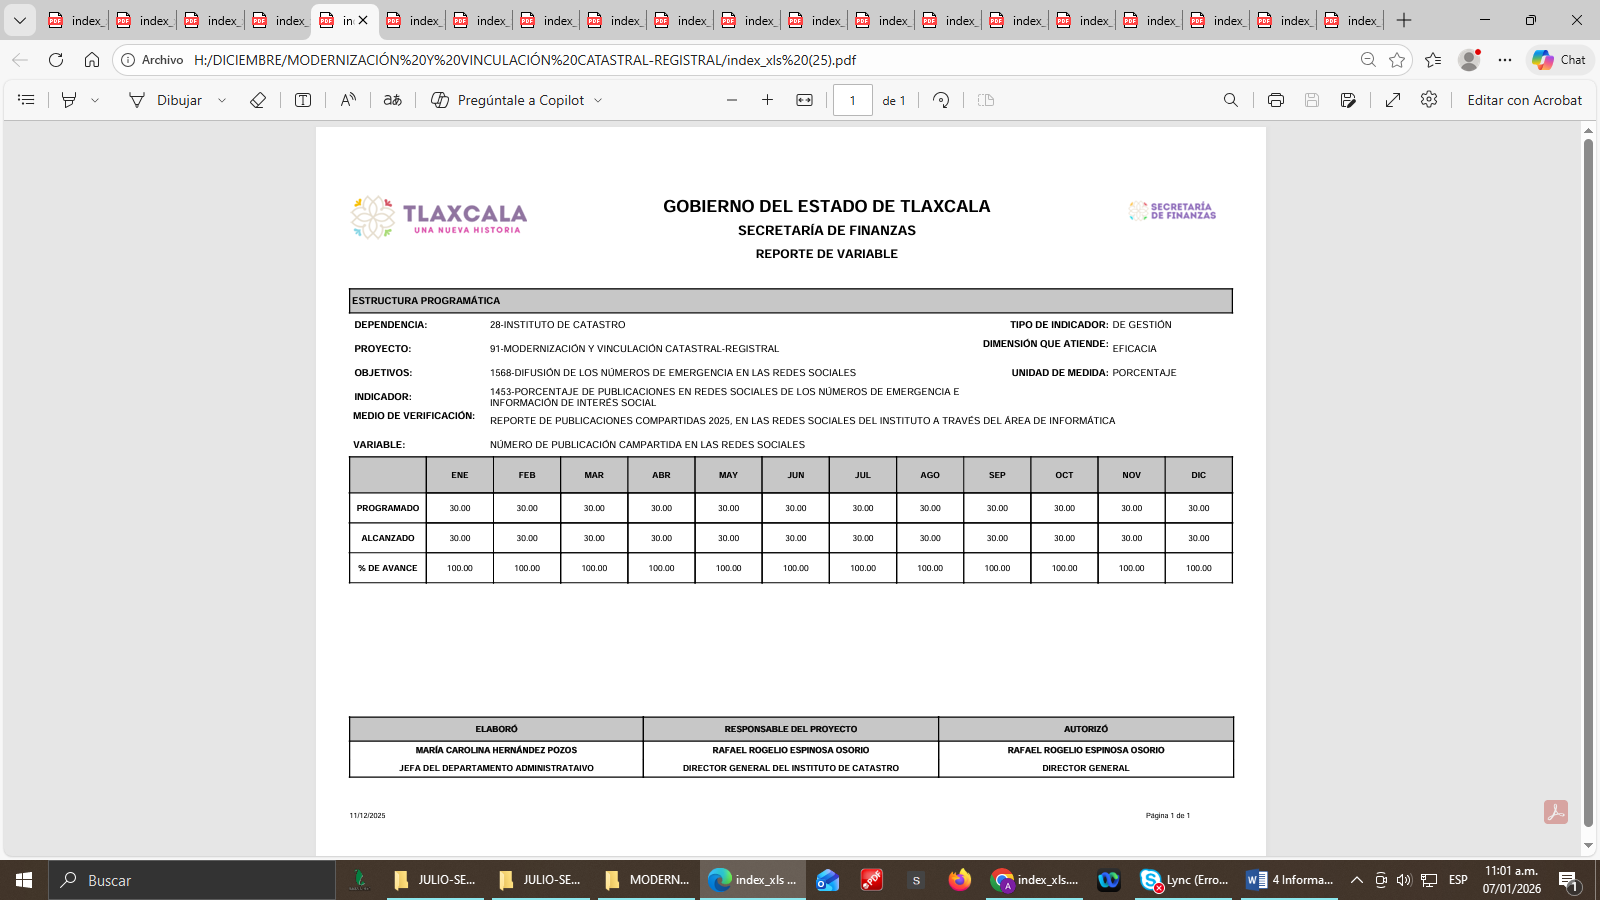 index_ index_ index_ index_ in index_ index_ index_ index_ index_ index_ index_ index_ index_ index_ index_ index_ index_ index_ index_
Archivo H:/DICIEMBRE/MODERNIZACIÓN%20Y%20VINCULACIÓN%20CATASTRAL-REGISTRAL/index_xls%20(25).pdf Chat
Dibujar Pregúntale a Copilot 1 de 1 Editar con Acrobat
TLAXCALA
UNA NUEVA HISTORIA
GOBIERNO DEL ESTADO DE TLAXCALA
SECRETARÍA DE FINANZAS
REPORTE DE VARIABLE
SECRETARÍA
DE FINANZAS
ESTRUCTURA PROGRAMÁTICA
DEPENDENCIA: 28-INSTITUTO DE CATASTRO TIPO DE INDICADOR: DE GESTIÓN
PROYECTO: 91-MODERNIZACIÓN Y VINCULACIÓN CATASTRAL-REGISTRAL DIMENSIÓN QUE ATIENDE: EFICACIA
OBJETIVOS: 1568-DIFUSIÓN DE LOS NÚMEROS DE EMERGENCIA EN LAS REDES SOCIALES UNIDAD DE MEDIDA: PORCENTAJE
INDICADOR: 1453-PORCENTAJE DE PUBLICACIONES EN REDES SOCIALES DE LOS NÚMEROS DE EMERGENCIA E
INFORMACIÓN DE INTERÉS SOCIAL
MEDIO DE VERIFICACIÓN: REPORTE DE PUBLICACIONES COMPARTIDAS 2025, EN LAS REDES SOCIALES DEL INSTITUTO A TRAVÉS DEL ÁREA DE INFORMÁTICA
VARIABLE: NÚMERO DE PUBLICACIÓN CAMPARTIDA EN LAS REDES SOCIALES
ENE FEB MAR ABR MAY JUN JUL AGO SEP OCT NOV DIC
PROGRAMADO 30.00 30.00 30.00 30.00 30.00 30.00 30.00 30.00 30.00 30.00 30.00 30.00
ALCANZADO 30.00 30.00 30.00 30.00 30.00 30.00 30.00 30.00 30.00 30.00 30.00 30.00
% DE AVANCE 100.00 100.00 100.00 100.00 100.00 100.00 100.00 100.00 100.00 100.00 100.00 100.00
ELABORÓ RESPONSABLE DEL PROYECTO AUTORIZÓ
MARÍA CAROLINA HERNÁNDEZ POZOS RAFAEL ROGELIO ESPINOSA OSORIO RAFAEL ROGELIO ESPINOSA OSORIO
JEFA DEL DEPARTAMENTO ADMINISTRATAIVO DIRECTOR GENERAL DEL INSTITUTO DE CATASTRO DIRECTOR GENERAL
11/12/2025 Página 1 de 1
Buscar JULIO-SE... JULIO-SE... MODERN... index_xls ... index_xls.... Lync (Erro... 4 Informa... ESP 11:01 a.m.
07/01/2026 1